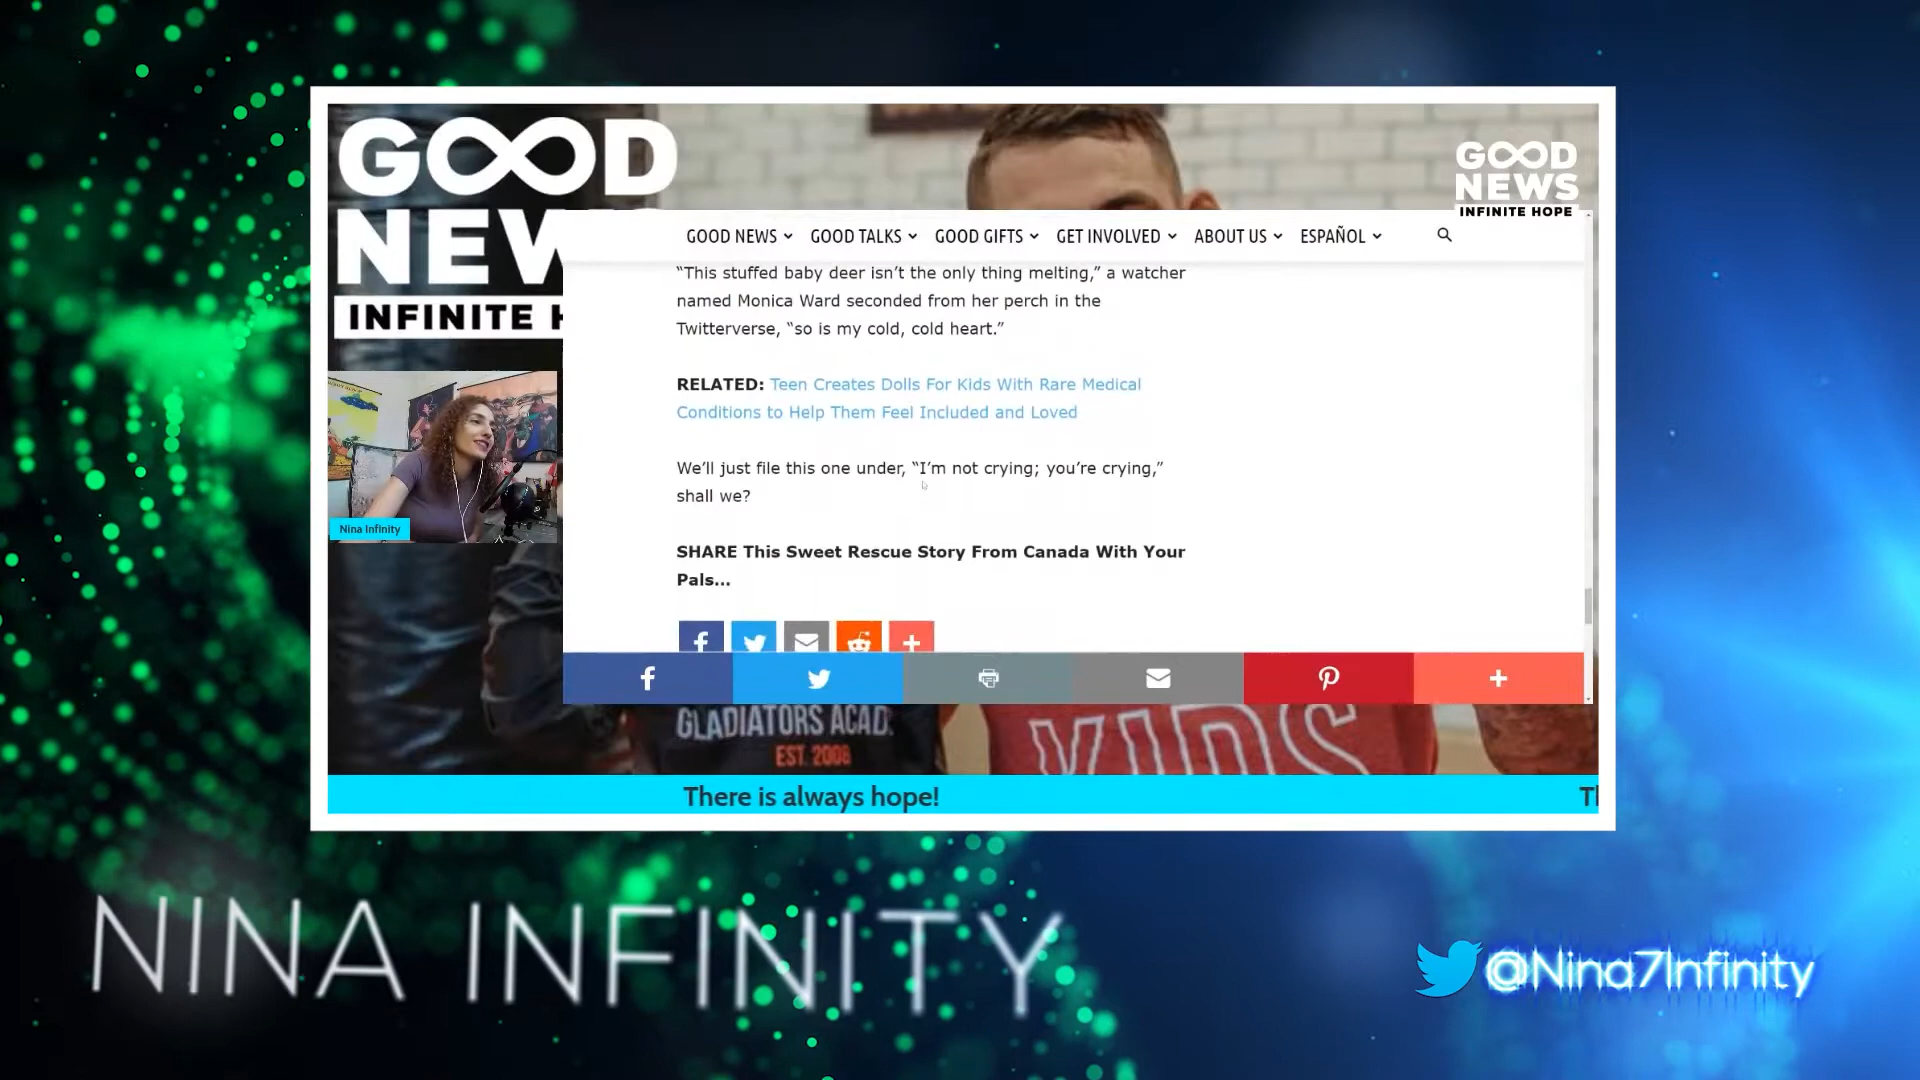 GOOD
NEW
INFINITE H
GOOD
NEWS
INFINITE HOPE
GOOD NEWS GOOD TALKS GOOD GIFTS GET INVOLVED ABOUT US ESPAÑOL
“This stuffed baby deer isn’t the only thing melting,” a watcher
named Monica Ward seconded from her perch in the
Twitterverse, “so is my cold, cold heart.”
RELATED: Teen Creates Dolls For Kids With Rare Medical
Conditions to Help Them Feel Included and Loved
We’ll just file this one under, “I’m not crying; you’re crying,”
shall we?
SHARE This Sweet Rescue Story From Canada With Your
Pals...
Nina Infinity
GLADIATORS ACAD.
EST. 2008
KIDS
There is always hope!
NINA INFINITY
@Nina7Infinity